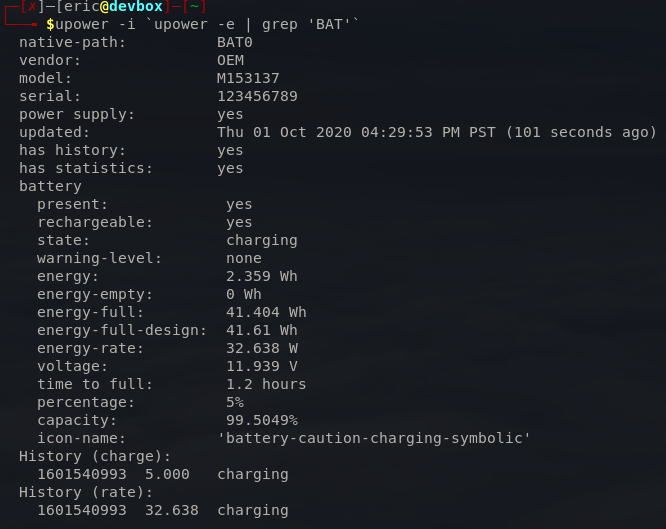 ┌─[✗]─[eric@devbox]─[~]
└──╼ $upower -i `upower -e | grep 'BAT'`
native-path: BAT0
vendor: OEM
model: M153137
serial: 123456789
power supply: yes
updated: Thu 01 Oct 2020 04:29:53 PM PST (101 seconds ago)
has history: yes
has statistics: yes
battery
present: yes
rechargeable: yes
state: charging
warning-level: none
energy: 2.359 Wh
energy-empty: 0 Wh
energy-full: 41.404 Wh
energy-full-design: 41.61 Wh
energy-rate: 32.638 W
voltage: 11.939 V
time to full: 1.2 hours
percentage: 5%
capacity: 99.5049%
icon-name: 'battery-caution-charging-symbolic'
History (charge):
1601540993 5.000 charging
History (rate):
1601540993 32.638 charging